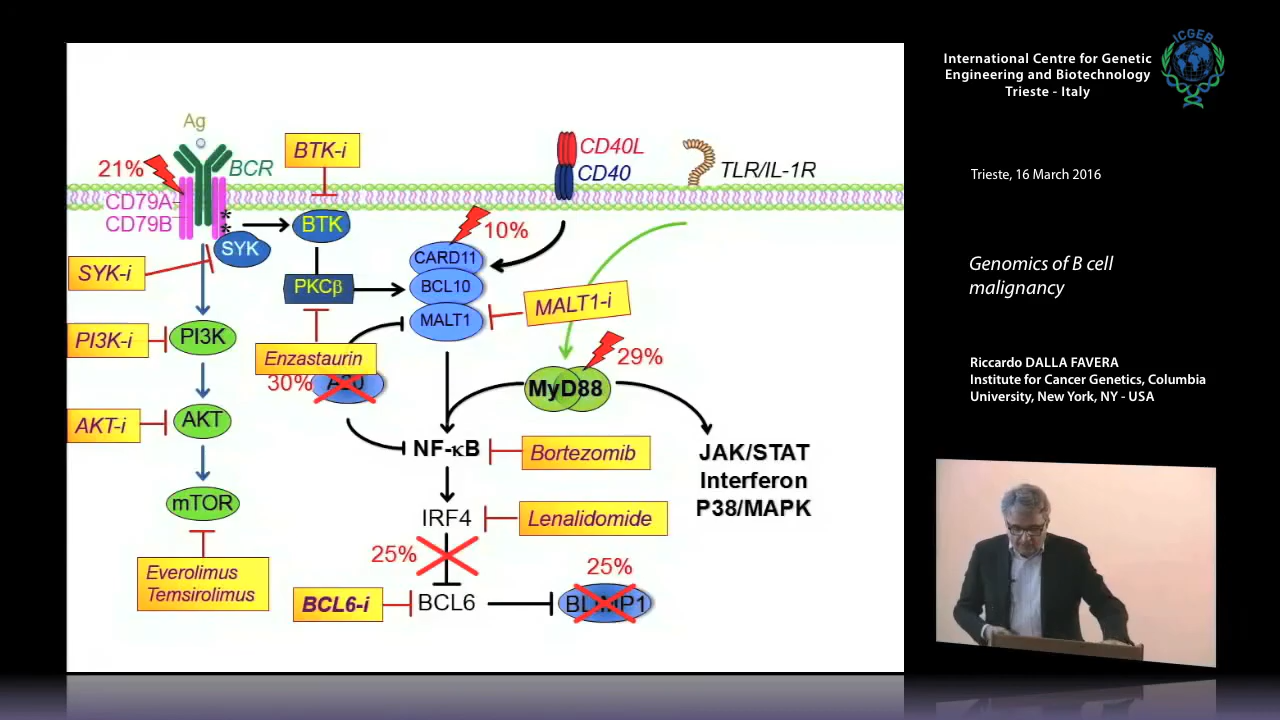 Ag
21%
BCR
CD79A
CD79B
*
*
SYK
BTK-i
BTK
PKCβ
SYK-i
PI3K-i
PI3K
AKT-i
AKT
mTOR
Everolimus
Temsirolimus
Enzastaurin
30%
A20
CD40L
CD40
TLR/IL-1R
10%
CARD11
BCL10
MALT1
MALT1-i
29%
MyD88
NF-κB
Bortezomib
JAK/STAT
Interferon
P38/MAPK
IRF4
Lenalidomide
25%
BCL6-i
BCL6
25%
BLIMP1
ICGEB
International Centre for Genetic
Engineering and Biotechnology
Trieste - Italy
Trieste, 16 March 2016
Genomics of B cell
malignancy
Riccardo DALLA FAVERA
Institute for Cancer Genetics, Columbia
University, New York, NY - USA